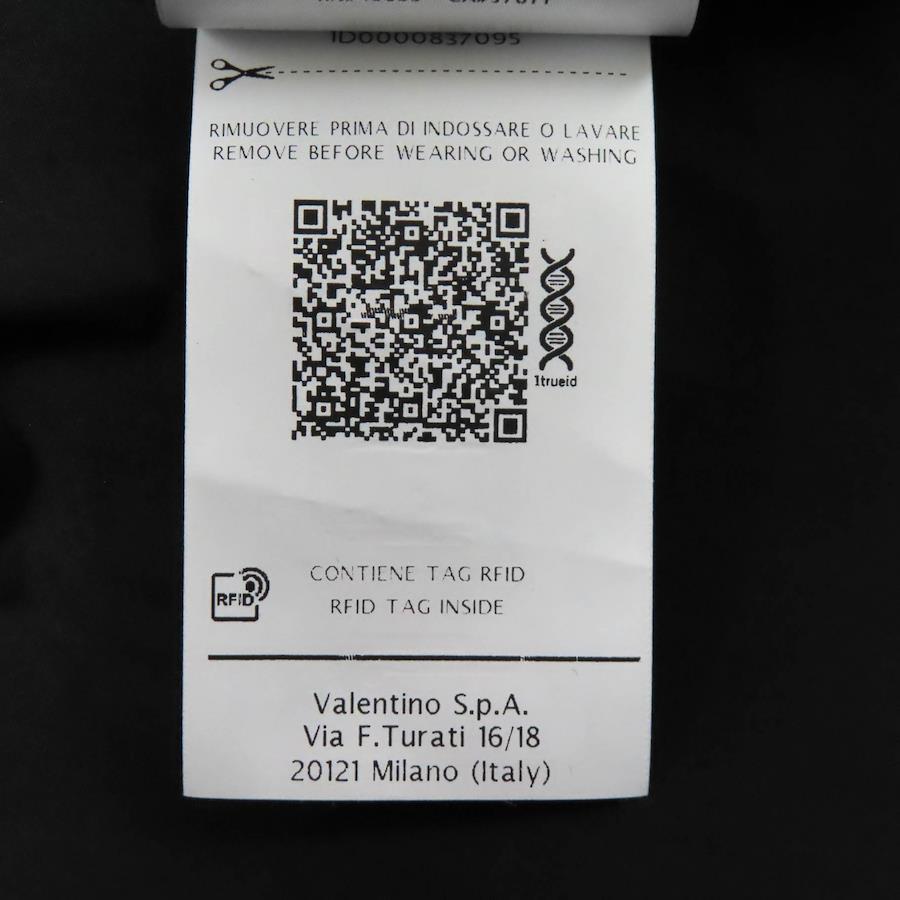 ID0000837095
RIMUOVERE PRIMA DI INDOSSARE O LAVARE
REMOVE BEFORE WEARING OR WASHING
1trueid
RFID
CONTIENE TAG RFID
RFID TAG INSIDE
Valentino S.p.A.
Via F.Turati 16/18
20121 Milano (Italy)